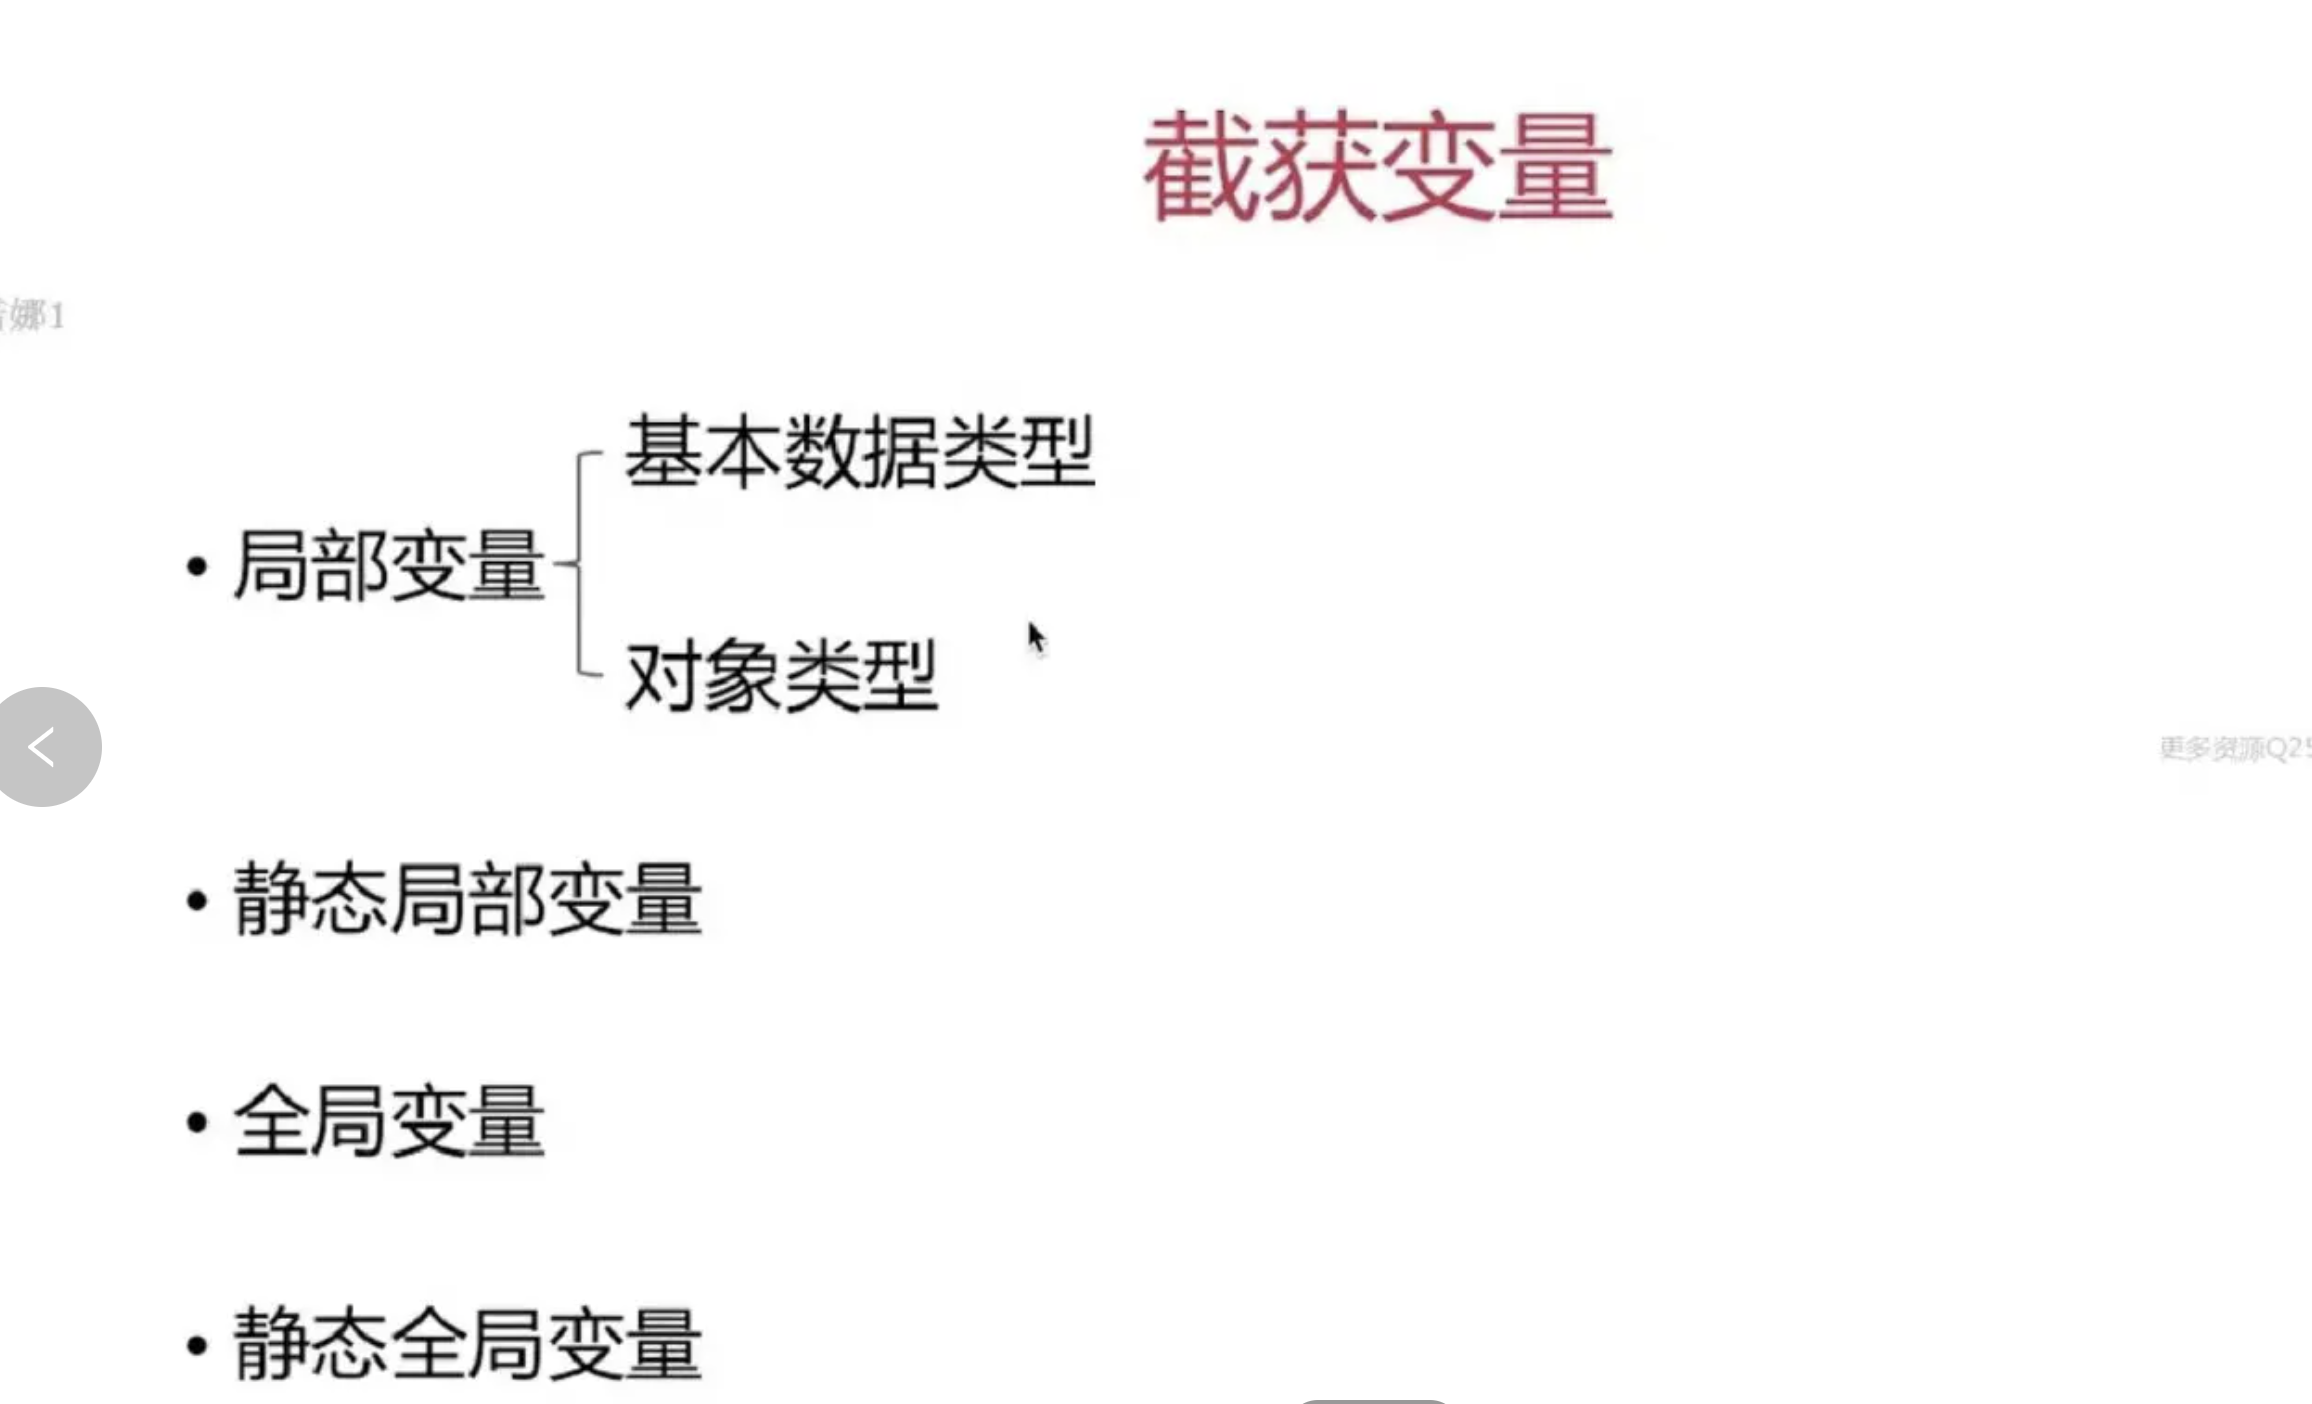 截获变量
娜1
基本数据类型
• 局部变量
对象类型
更多资源Q25
• 静态局部变量
• 全局变量
• 静态全局变量